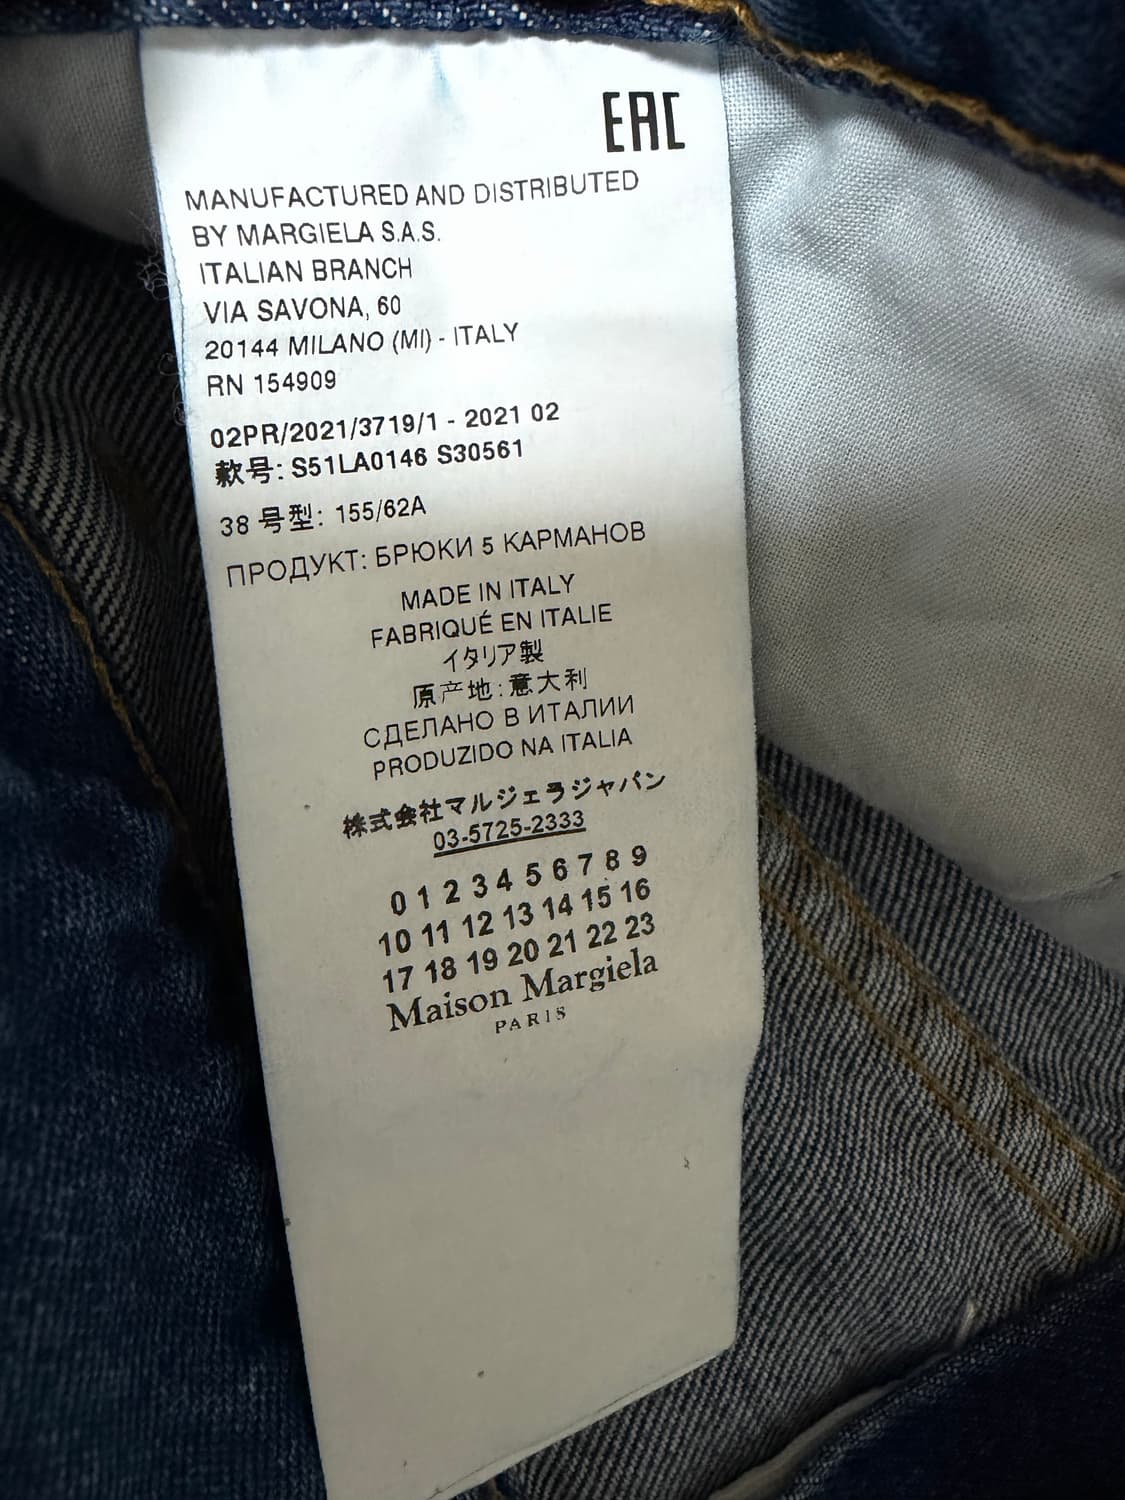 EAC
MANUFACTURED AND DISTRIBUTED
BY MARGIELA S.A.S.
ITALIAN BRANCH
VIA SAVONA, 60
20144 MILANO (MI) - ITALY
RN 154909
02PR/2021/3719/1 - 2021 02
款号: S51LA0146 S30561
38 号型: 155/62A
ПРОДУКТ: БРЮКИ 5 КАРМАНОВ
MADE IN ITALY
FABRIQUÉ EN ITALIE
イタリア製
原产地:意大利
СДЕЛАНО В ИТАЛИИ
PRODUZIDO NA ITALIA
株式会社マルジェラジャパン
03-5725-2333
0 1 2 3 4 5 6 7 8 9
10 11 12 13 14 15 16
17 18 19 20 21 22 23
Maison Margiela
PARIS